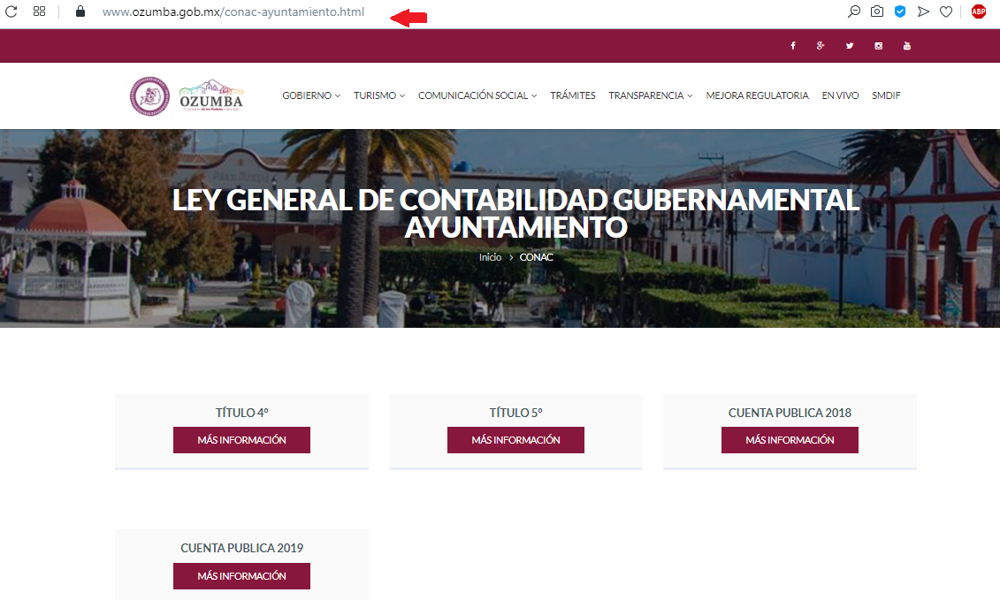 www.ozumba.gob.mx/conac-ayuntamiento.html
ABP
OZUMBA
GOBIERNO TURISMO COMUNICACIÓN SOCIAL TRÁMITES TRANSPARENCIA MEJORA REGULATORIA EN VIVO SMDIF
LEY GENERAL DE CONTABILIDAD GUBERNAMENTAL
AYUNTAMIENTO
Inicio > CONAC
TÍTULO 4º TÍTULO 5º CUENTA PUBLICA 2018
MÁS INFORMACIÓN MÁS INFORMACIÓN MÁS INFORMACIÓN
CUENTA PUBLICA 2019
MÁS INFORMACIÓN